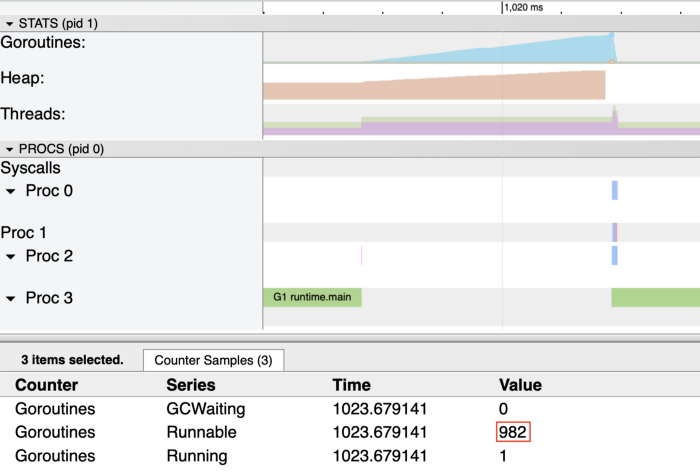 1,020 ms
STATS (pid 1)
Goroutines:
Heap:
Threads:
PROCS (pid 0)
Syscalls
Proc 0
Proc 1
Proc 2
Proc 3
G1 runtime.main
3 items selected. Counter Samples (3)
Counter Series Time Value
Goroutines GCWaiting 1023.679141 0
Goroutines Runnable 1023.679141 982
Goroutines Running 1023.679141 1